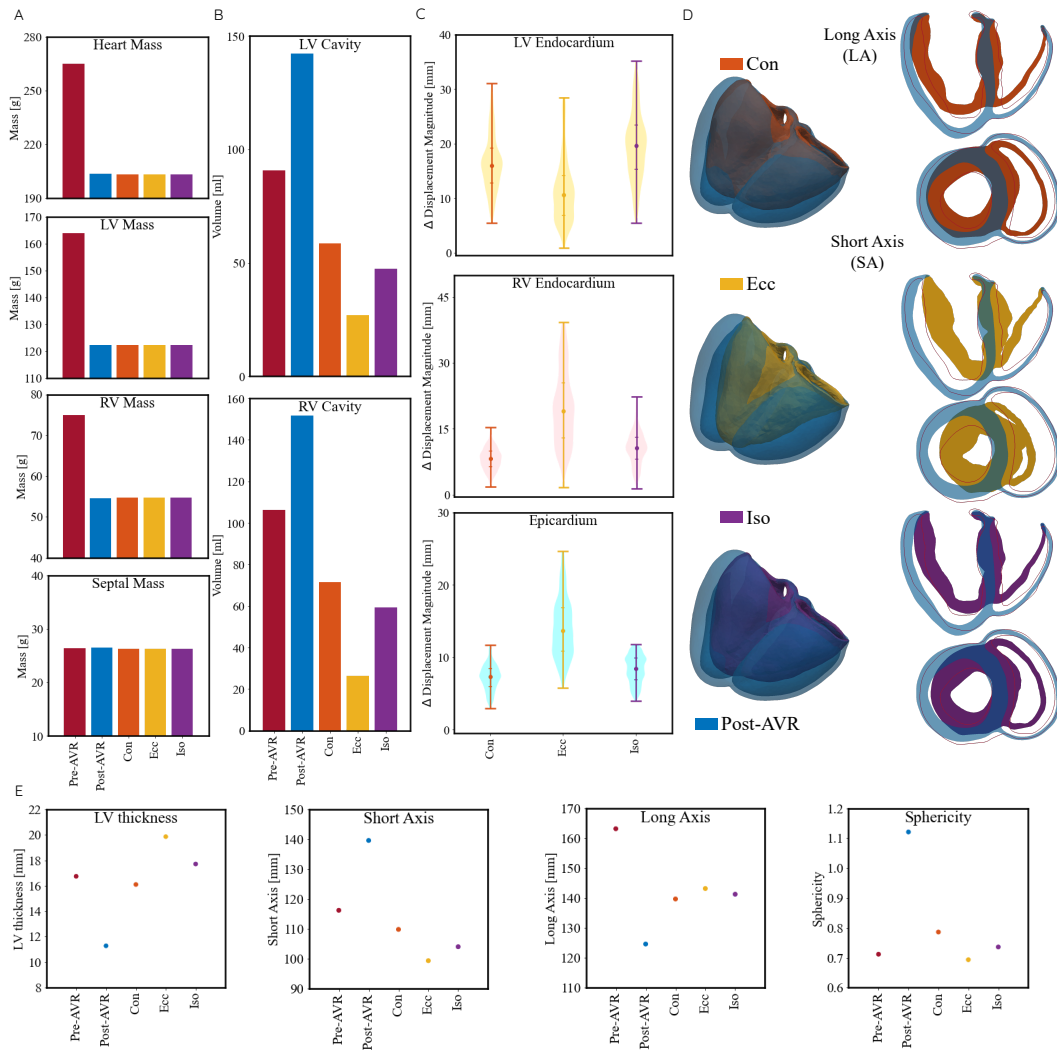 A
Heart Mass
Mass [g]
280
250
220
190
LV Mass
Mass [g]
170
160
150
140
130
120
110
RV Mass
Mass [g]
80
70
60
50
40
Septal Mass
Mass [g]
40
30
20
10
Pre-AVR
Post-AVR
Con
Ecc
Iso
B
LV Cavity
Volume [ml]
150
100
50
0
RV Cavity
Volume [ml]
160
140
120
100
80
60
40
20
0
Pre-AVR
Post-AVR
Con
Ecc
Iso
C
LV Endocardium
Δ Displacement Magnitude [mm]
40
30
20
10
0
RV Endocardium
Δ Displacement Magnitude [mm]
45
30
15
0
Epicardium
Δ Displacement Magnitude [mm]
30
20
10
0
Con
Ecc
Iso
D
Con
Long Axis
(LA)
Short Axis
(SA)
Ecc
Iso
Post-AVR
E
LV thickness
LV thickness [mm]
22
20
18
16
14
12
10
8
Pre-AVR
Post-AVR
Con
Ecc
Iso
Short Axis
Short Axis [mm]
150
140
130
120
110
100
90
Pre-AVR
Post-AVR
Con
Ecc
Iso
Long Axis
Long Axis [mm]
170
160
150
140
130
120
110
Pre-AVR
Post-AVR
Con
Ecc
Iso
Sphericity
Sphericity
1.2
1.1
1.0
0.9
0.8
0.7
0.6
Pre-AVR
Post-AVR
Con
Ecc
Iso